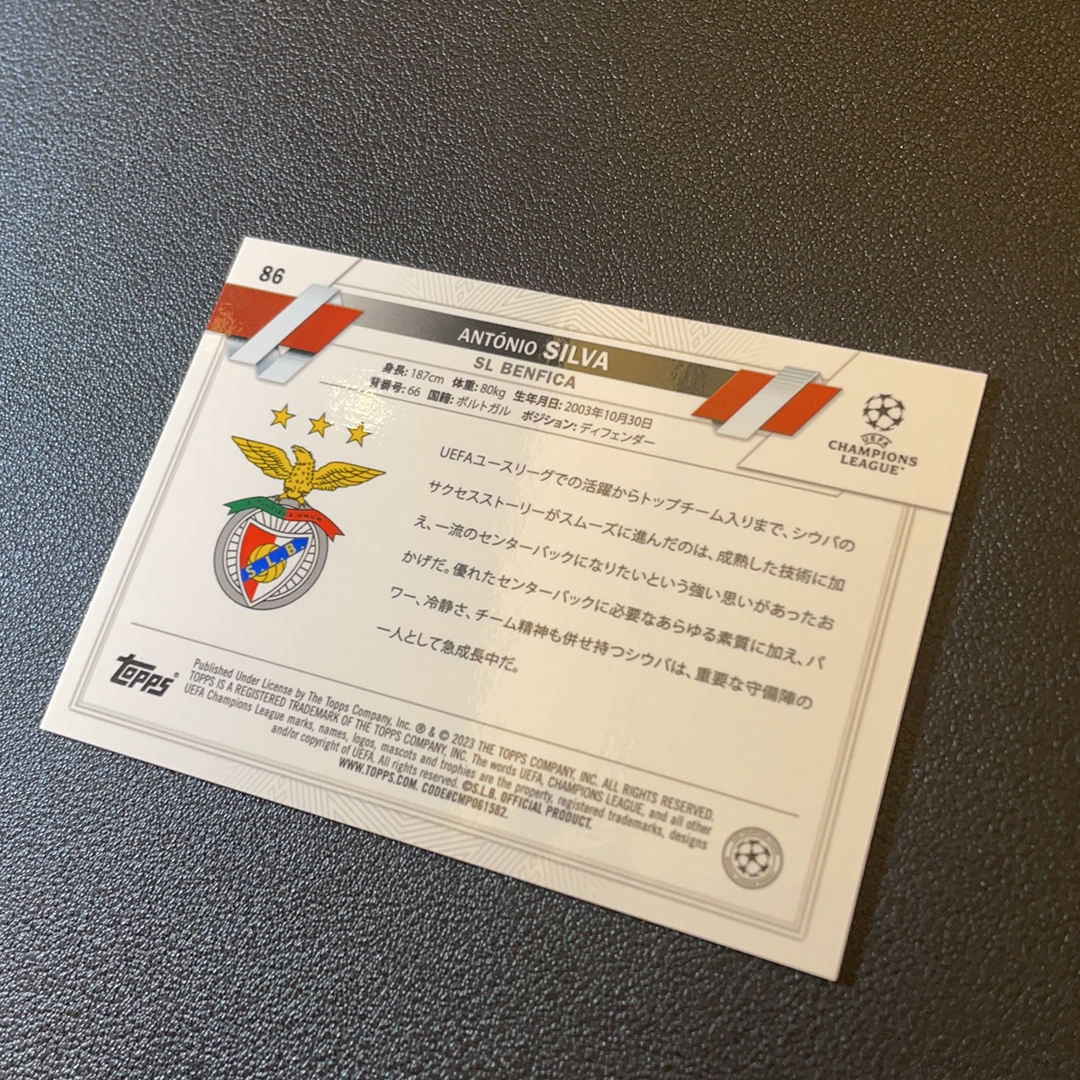 86
ANTÓNIO SILVA
SL BENFICA
身長: 187cm 体重: 80kg 生年月日: 2003年10月30日
背番号: 66 国籍: ポルトガル ポジション: ディフェンダー
UEFA
CHAMPIONS
LEAGUE™
UEFAユースリーグでの活躍からトップチーム入りまで、シウバの
サクセスストーリーがスムーズに進んだのは、成熟した技術に加
え、一流のセンターバックになりたいという強い思いがあったお
かげだ。優れたセンターバックに必要なあらゆる素質に加え、パ
ワー、冷静さ、チーム精神も併せ持つシウバは、重要な守備陣の
一人として急成長中だ。
S.L.B.
topps®
Published Under License by The Topps Company, Inc. ® & © 2023 THE TOPPS COMPANY, INC. ALL RIGHTS RESERVED.
TOPPS IS A REGISTERED TRADEMARK OF THE TOPPS COMPANY, INC. The words UEFA, CHAMPIONS LEAGUE, and all other
UEFA Champions League marks, names, logos, mascots and trophies are the property, registered trademarks, designs
and/or copyright of UEFA. All rights reserved. ©S.L.B. OFFICIAL PRODUCT.
WWW.TOPPS.COM. CODE#CMP061582.